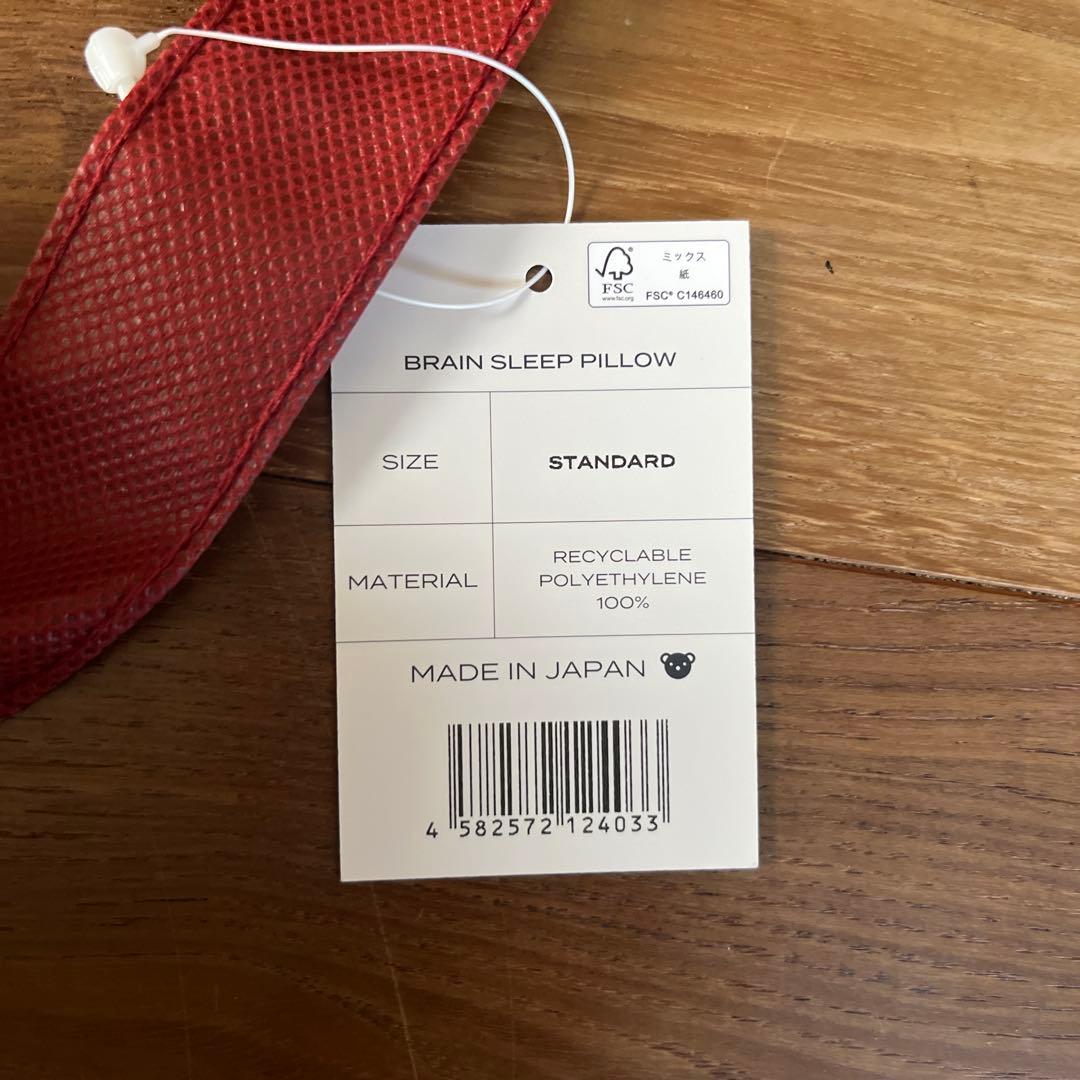 ミックス
紙
FSC®
www.fsc.org
FSC® C146460
BRAIN SLEEP PILLOW
SIZE
STANDARD
MATERIAL
RECYCLABLE
POLYETHYLENE
100%
MADE IN JAPAN
4 582572 124033